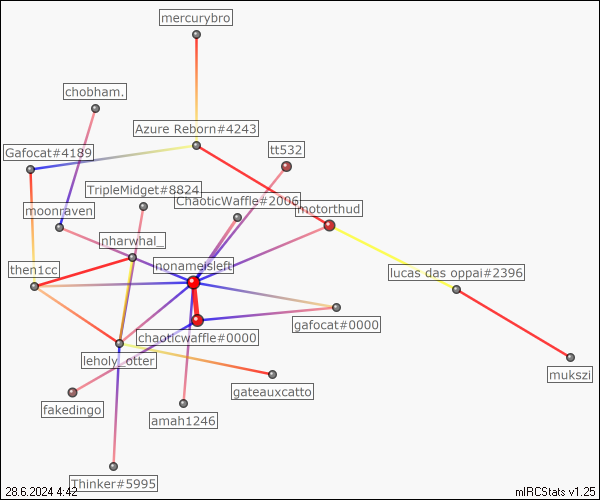 mercurybro
chobham.
Azure Reborn#4243
Gafocat#4189
tt532
TripleMidget#8824
ChaoticWaffle#2006
moonraven
motorthud
nharwhal_
nonameisleft
then1cc
lucas das oppai#2396
gafocat#0000
chaoticwaffle#0000
leholy_otter
mukszi
gateauxcatto
fakedingo
amah1246
Thinker#5995
28.6.2024 4:42
mIRCStats v1.25